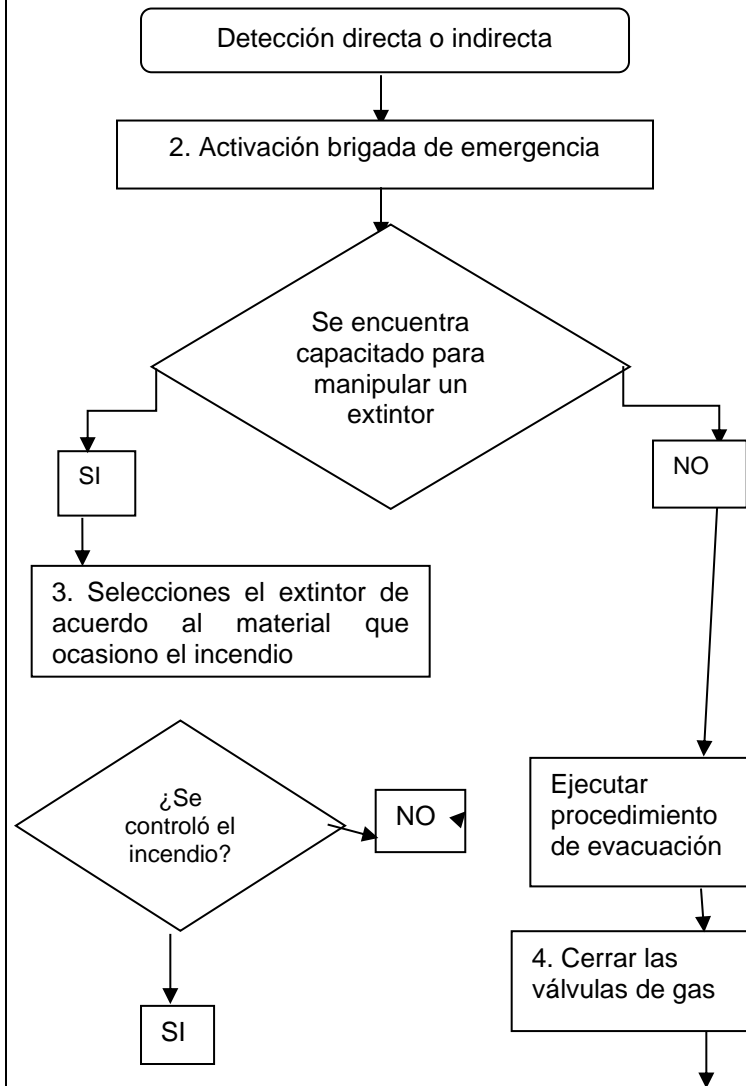 Detección directa o indirecta
2. Activación brigada de emergencia
Se encuentra
capacitado para
manipular un
extintor
SI
NO
3. Selecciones el extintor de
acuerdo al material que
ocasiono el incendio
¿Se
controló el
incendio?
NO
Ejecutar
procedimiento
de evacuación
4. Cerrar las
válvulas de gas
SI